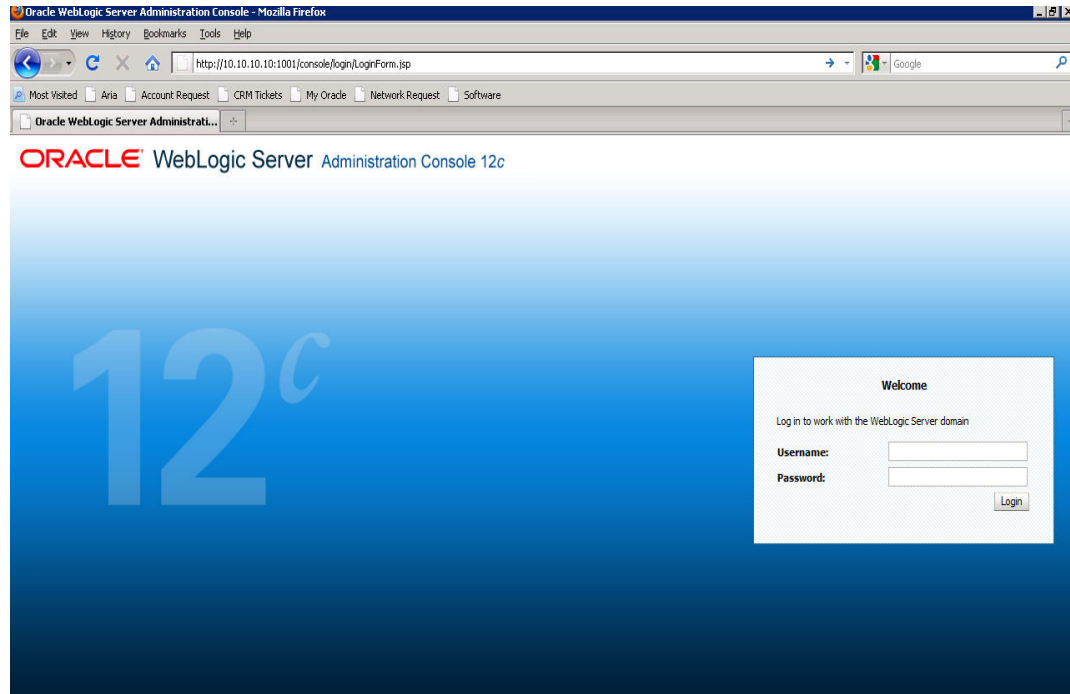 Oracle WebLogic Server Administration Console - Mozilla Firefox
File Edit View History Bookmarks Tools Help
http://10.10.10.10:1001/console/login/LoginForm.jsp
Google
Most Visited Aria Account Request CRM Tickets My Oracle Network Request Software
Oracle WebLogic Server Administrati...
ORACLE WebLogic Server Administration Console 12c
12c
Welcome
Log in to work with the WebLogic Server domain
Username:
Password:
Login